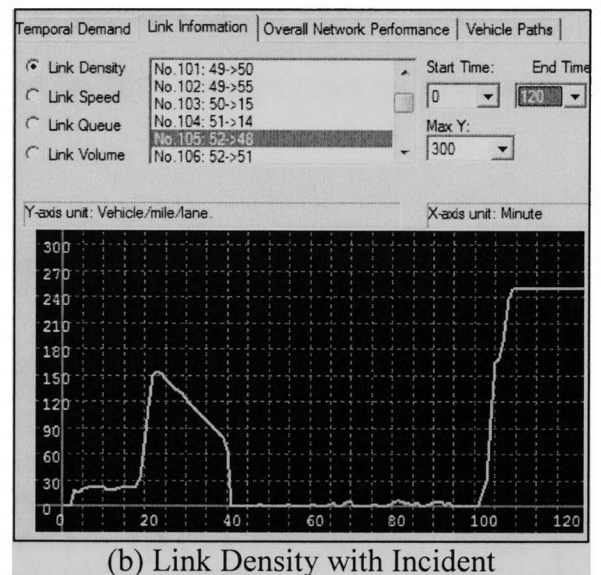 Temporal Demand Link Information Overall Network Performance Vehicle Paths
Link Density
Link Speed
Link Queue
Link Volume
No.101: 49->50
No.102: 49->55
No.103: 50->15
No.104: 51->14
No.105: 52->48
No.106: 52->51
Start Time: End Time
0 120
Max Y:
300
Y-axis unit: Vehicle/mile/lane. X-axis unit: Minute
300
270
240
210
180
150
120
90
60
30
0
0 20 40 60 80 100 120
(b) Link Density with Incident